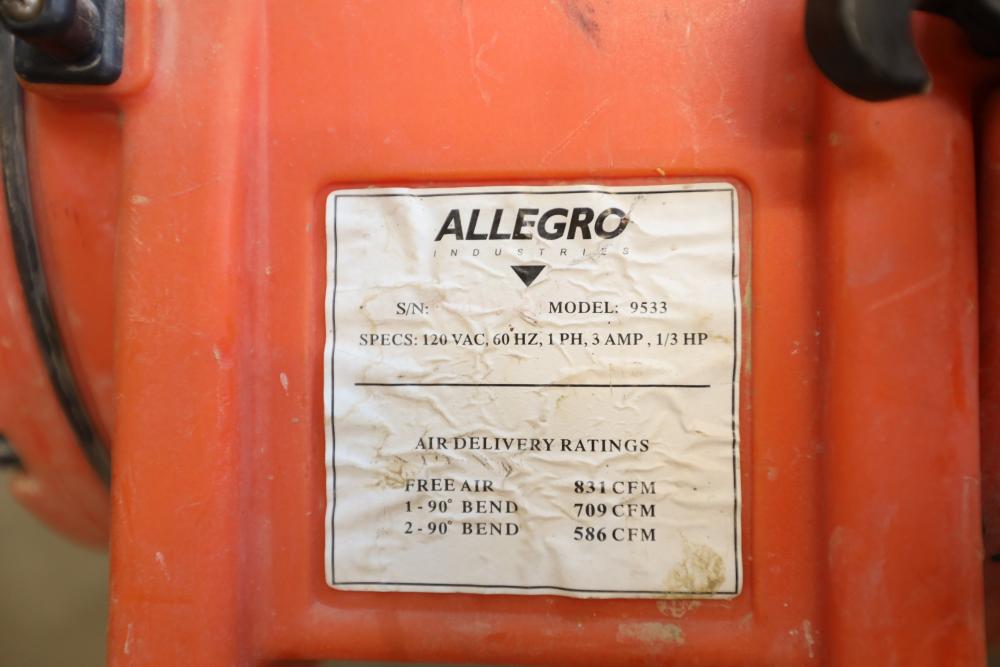 ALLEGRO
INDUSTRIES
S/N: MODEL: 9533
SPECS: 120 VAC, 60 HZ, 1 PH, 3 AMP , 1/3 HP
AIR DELIVERY RATINGS
FREE AIR 831 CFM
1 - 90° BEND 709 CFM
2 - 90° BEND 586 CFM